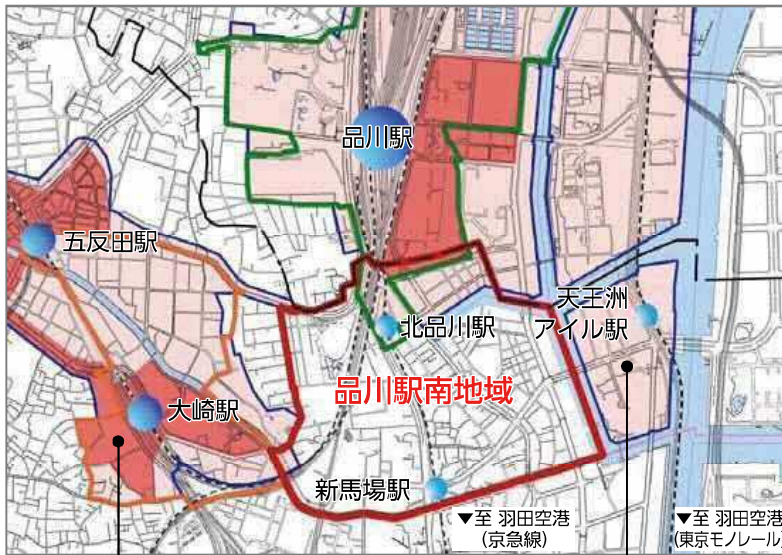 品川駅
五反田駅
天王洲
アイル駅
北品川駅
品川駅南地域
大崎駅
新馬場駅
▼至 羽田空港
(京急線)
▼至 羽田空港
(東京モノレール)